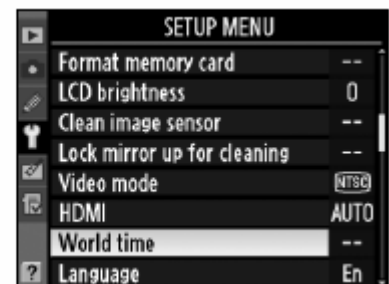 SETUP MENU
Format memory card --
LCD brightness 0
Clean image sensor --
Lock mirror up for cleaning --
Video mode NTSC
HDMI AUTO
World time --
? Language En